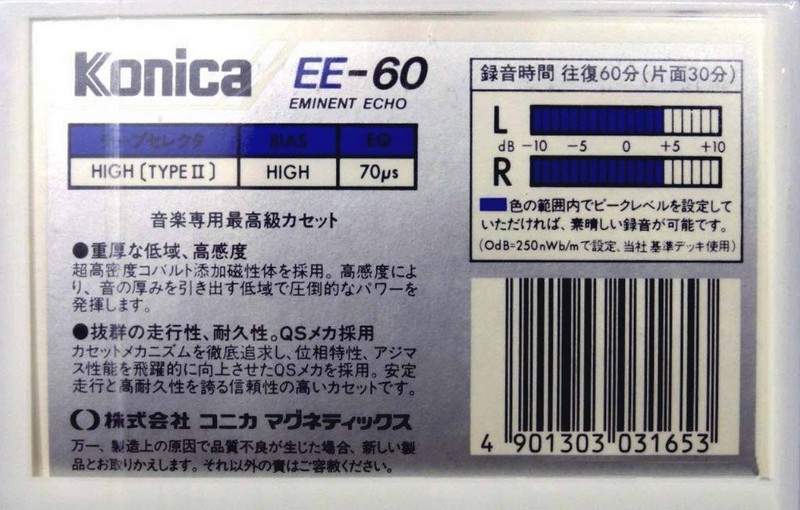 Konica EE-60
EMINENT ECHO
テープセレクタ BIAS EQ
HIGH (TYPE II) HIGH 70μs
音楽専用最高級カセット
●重厚な低域、高感度
超高密度コバルト添加磁性体を採用。高感度によ
り、音の厚みを引き出す低域で圧倒的なパワーを
発揮します。
●抜群の走行性、耐久性。QSメカ採用
カセットメカニズムを徹底追求し、位相特性、アジマ
ス性能を飛躍的に向上させたQSメカを採用。安定
走行と高耐久性を誇る信頼性の高いカセットです。
株式会社 コニカ マグネティックス
万一、製造上の原因で品質不良が生じた場合、新しい製
品とお取りかえします。それ以外の責はご容赦ください。
録音時間 往復60分(片面30分)
L
dB -10 -5 0 +5 +10
R
色の範囲内でピークレベルを設定して
いただければ、素晴しい録音が可能です。
(0dB=250nWb/mで設定、当社基準デッキ使用)
4 901303 031653